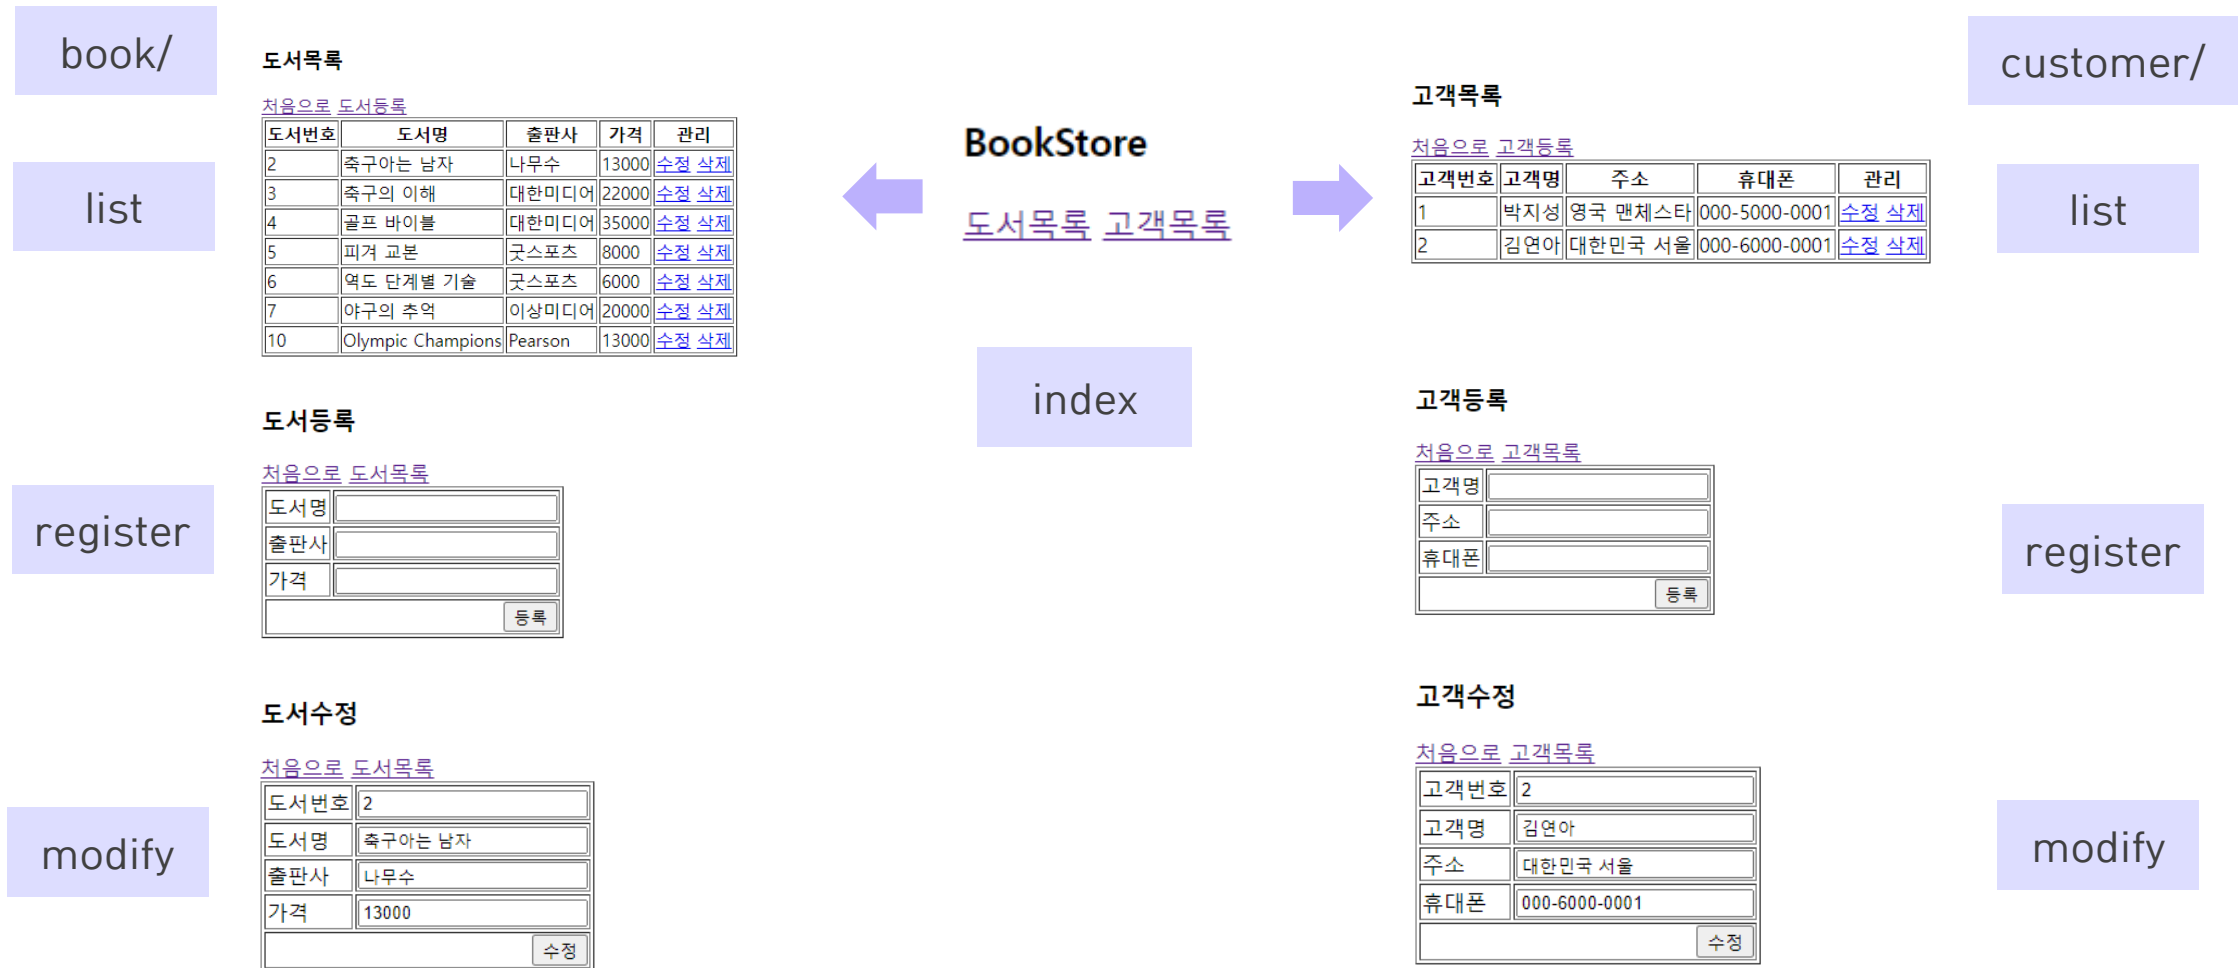 book/
도서목록
처음으로 도서등록
도서번호 도서명 출판사 가격 관리
2 축구아는 남자 나무수 13000 수정 삭제
3 축구의 이해 대한미디어 22000 수정 삭제
4 골프 바이블 대한미디어 35000 수정 삭제
5 피겨 교본 굿스포츠 8000 수정 삭제
6 역도 단계별 기술 굿스포츠 6000 수정 삭제
7 야구의 추억 이상미디어 20000 수정 삭제
10 Olympic Champions Pearson 13000 수정 삭제
list
도서등록
처음으로 도서목록
도서명
출판사
가격
등록
register
도서수정
처음으로 도서목록
도서번호 2
도서명 축구아는 남자
출판사 나무수
가격 13000
수정
modify
BookStore
도서목록 고객목록
index
customer/
고객목록
처음으로 고객등록
고객번호 고객명 주소 휴대폰 관리
1 박지성 영국 맨체스타 000-5000-0001 수정 삭제
2 김연아 대한민국 서울 000-6000-0001 수정 삭제
list
고객등록
처음으로 고객목록
고객명
주소
휴대폰
등록
register
고객수정
처음으로 고객목록
고객번호 2
고객명 김연아
주소 대한민국 서울
휴대폰 000-6000-0001
수정
modify